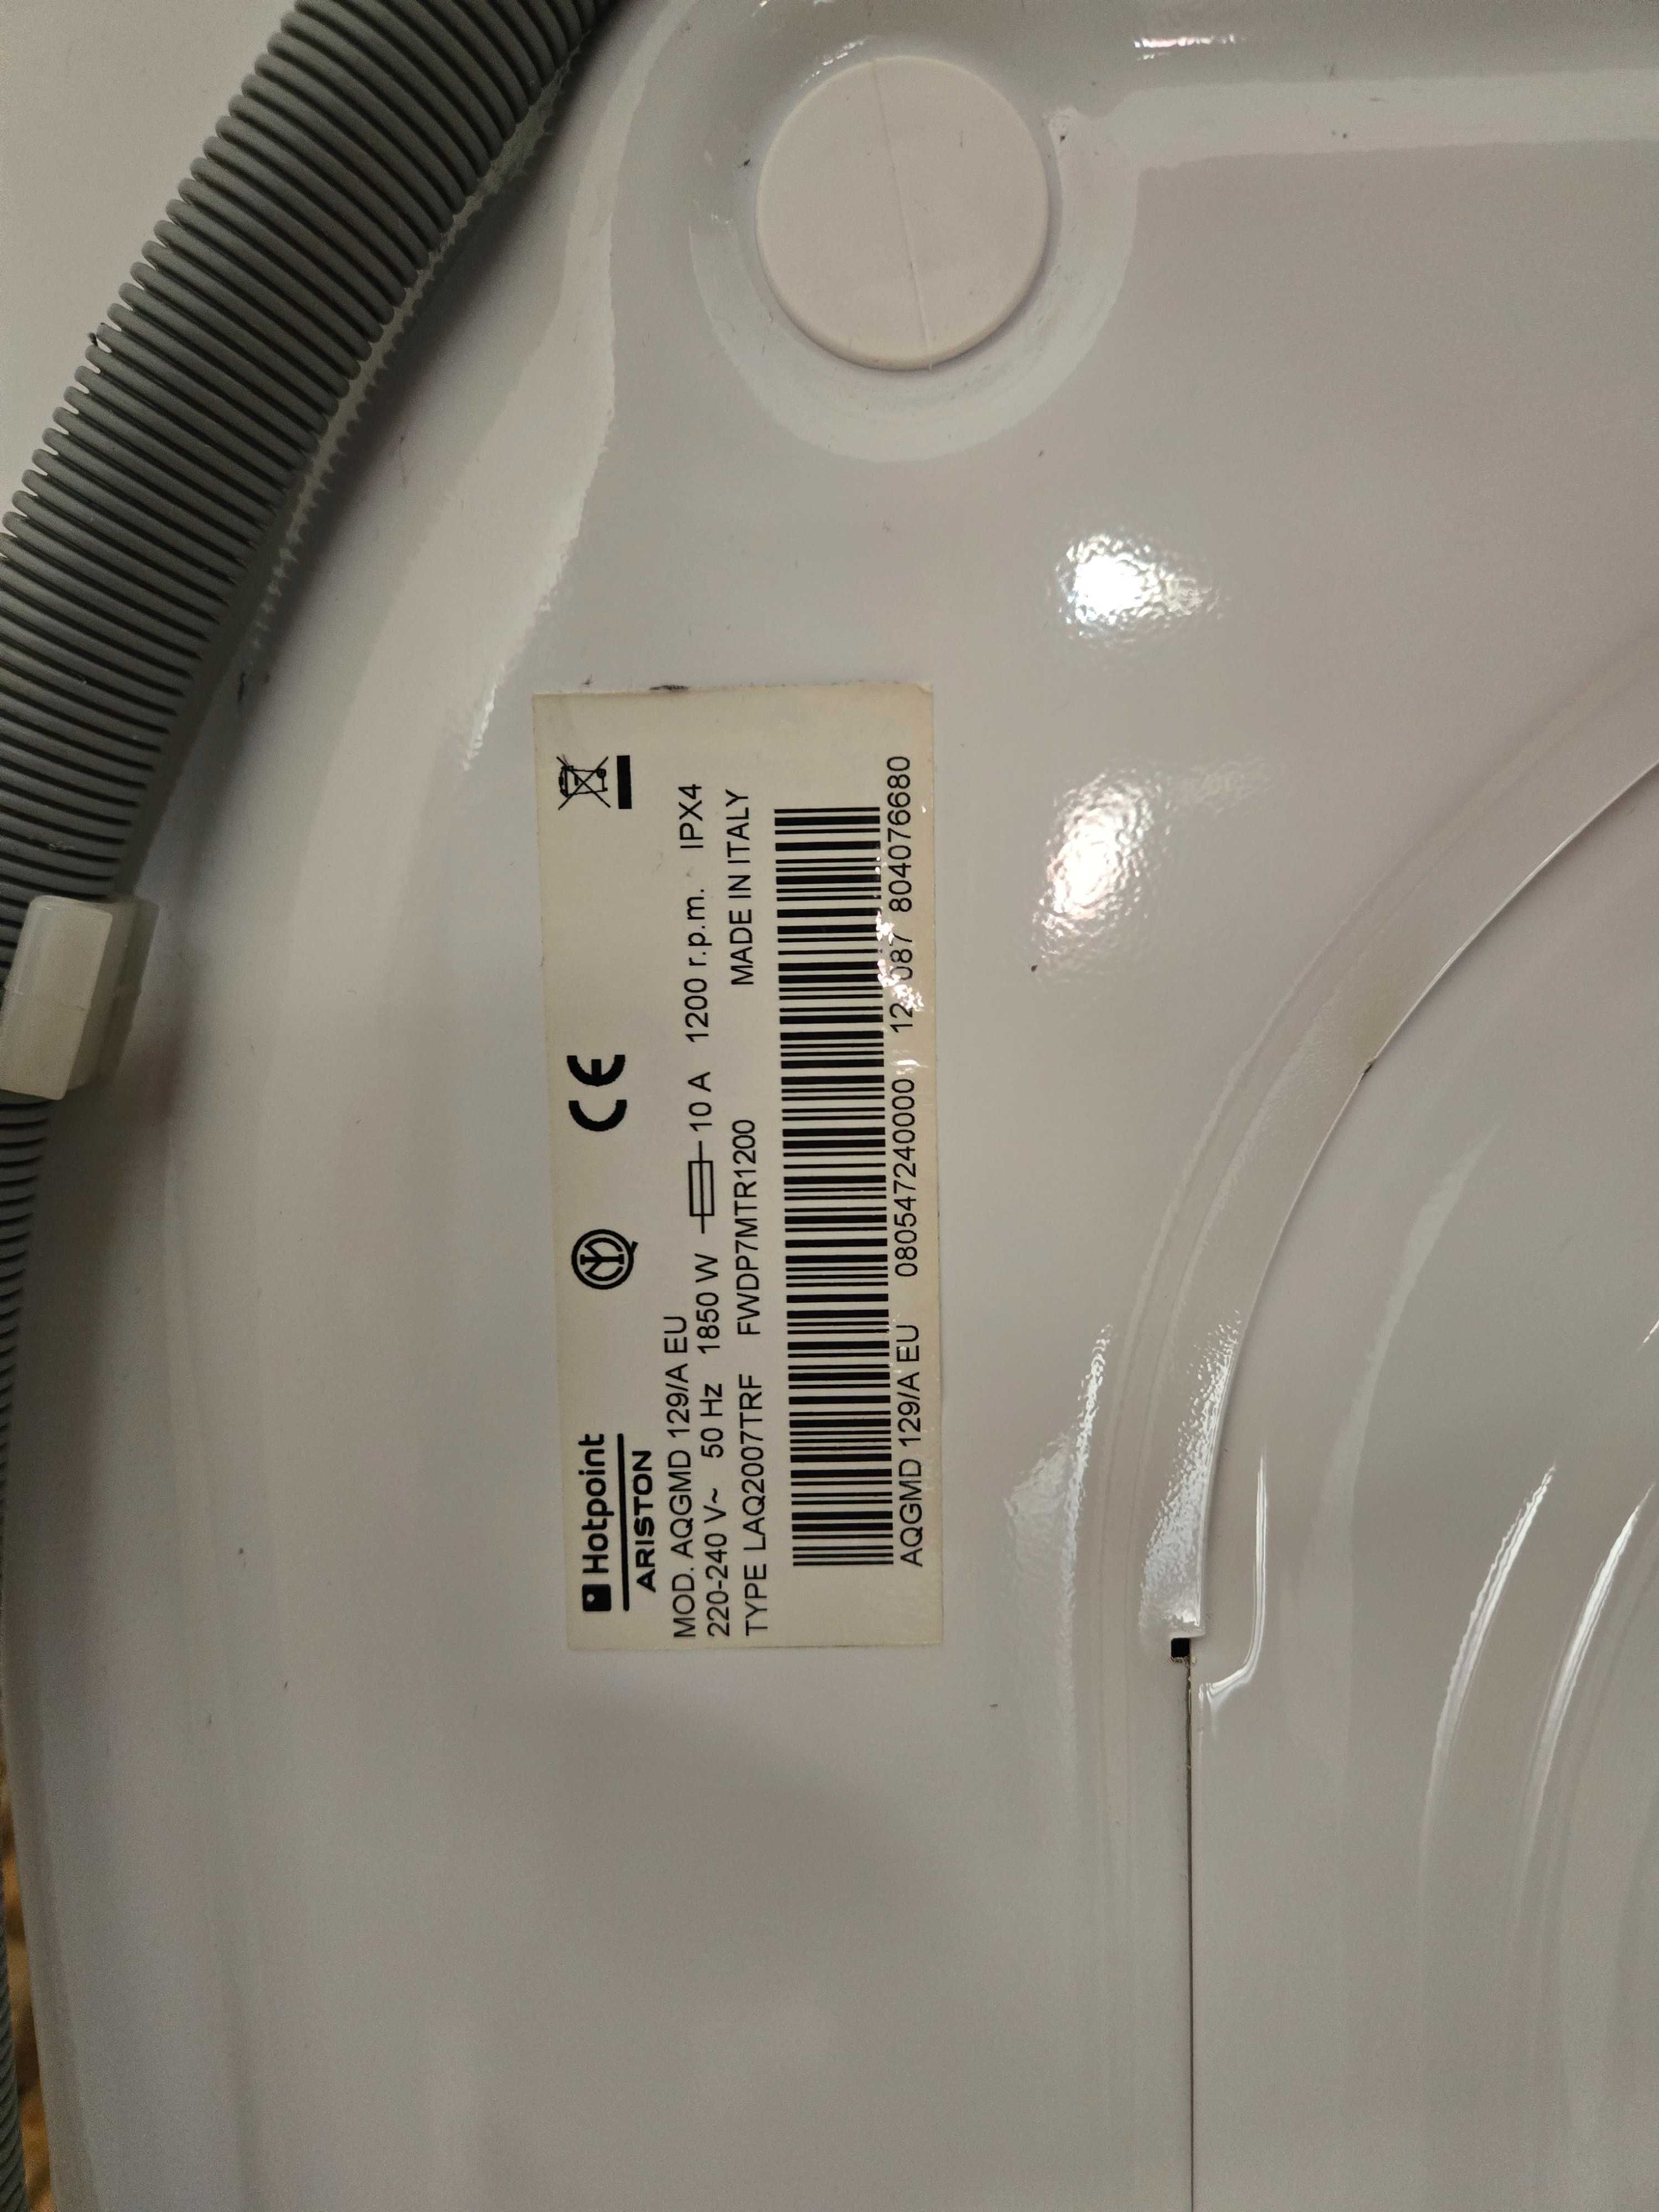 Hotpoint
ARISTON
MOD. AQGMD 129/A EU
220-240 V~ 50 Hz 1850 W 10 A 1200 r.p.m. IPX4
TYPE LAQ2007TRF FWDP7MTR1200 MADE IN ITALY
AQGMD 129/A EU 080547240000 804076680